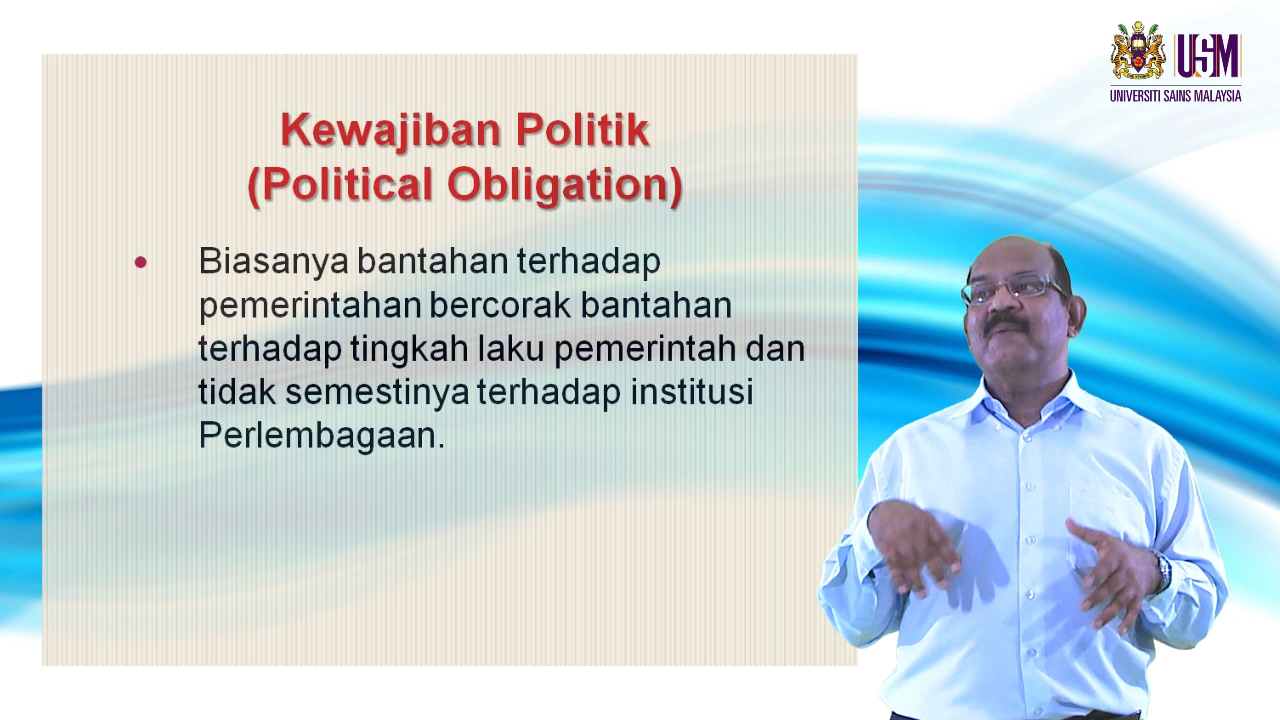 USM
UNIVERSITI SAINS MALAYSIA
Kewajiban Politik
(Political Obligation)
Biasanya bantahan terhadap
pemerintahan bercorak bantahan
terhadap tingkah laku pemerintah dan
tidak semestinya terhadap institusi
Perlembagaan.